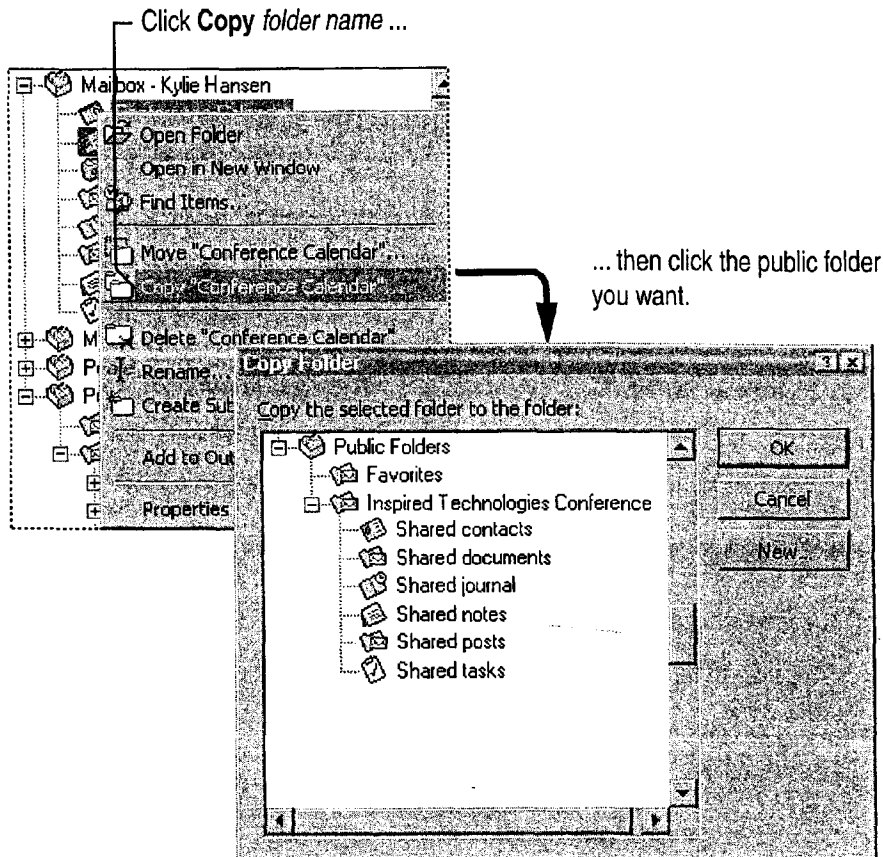 Click Copy folder name ...
Mailbox - Kylie Hansen
Open Folder
Open in New Window
Find Items...
Move "Conference Calendar"...
Copy "Conference Calendar"
... then click the public folder
you want.
M
Delete "Conference Calendar"
Rename...
Create Sub
Add to Out
Properties
Copy Folder
Copy the selected folder to the folder:
Public Folders
Favorites
Inspired Technologies Conference
Shared contacts
Shared documents
Shared journal
Shared notes
Shared posts
Shared tasks
OK
Cancel
New...